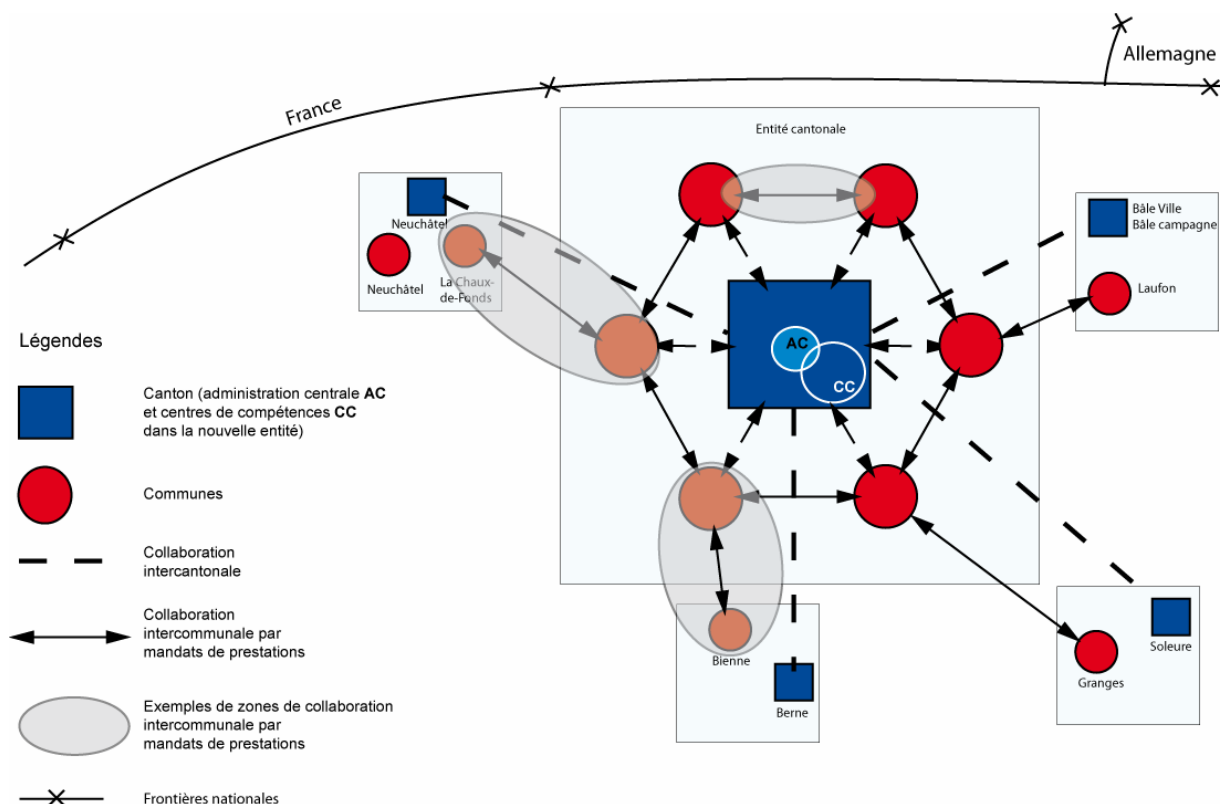 Allemagne
France
Entité cantonale
Neuchâtel
Neuchâtel
La Chaux-
de-Fonds
Bâle Ville
Bâle campagne
Laufon
AC
CC
Légendes
Canton (administration centrale AC
et centres de compétences CC
dans la nouvelle entité)
Communes
Collaboration
intercantonale
Collaboration
intercommunale par
mandats de prestations
Exemples de zones de collaboration
intercommunale par
mandats de prestations
Frontières nationales
Bienne
Berne
Granges
Soleure